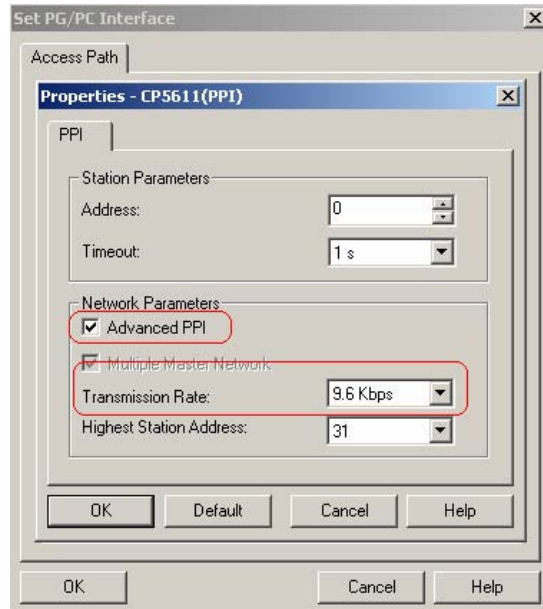 Set PG/PC Interface
Access Path
Properties - CP5611(PPI)
PPI
Station Parameters
Address: 0
Timeout: 1 s
Network Parameters
Advanced PPI
Multiple Master Network
Transmission Rate: 9.6 Kbps
Highest Station Address: 31
OK Default Cancel Help
OK Cancel Help